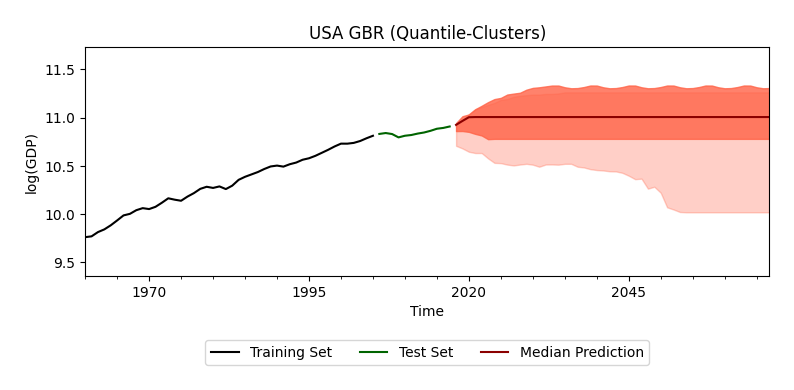 USA GBR (Quantile-Clusters)
11.5
11.0
10.5
10.0
9.5
log(GDP)
1970 1995 2020 2045
Time
Training Set Test Set Median Prediction